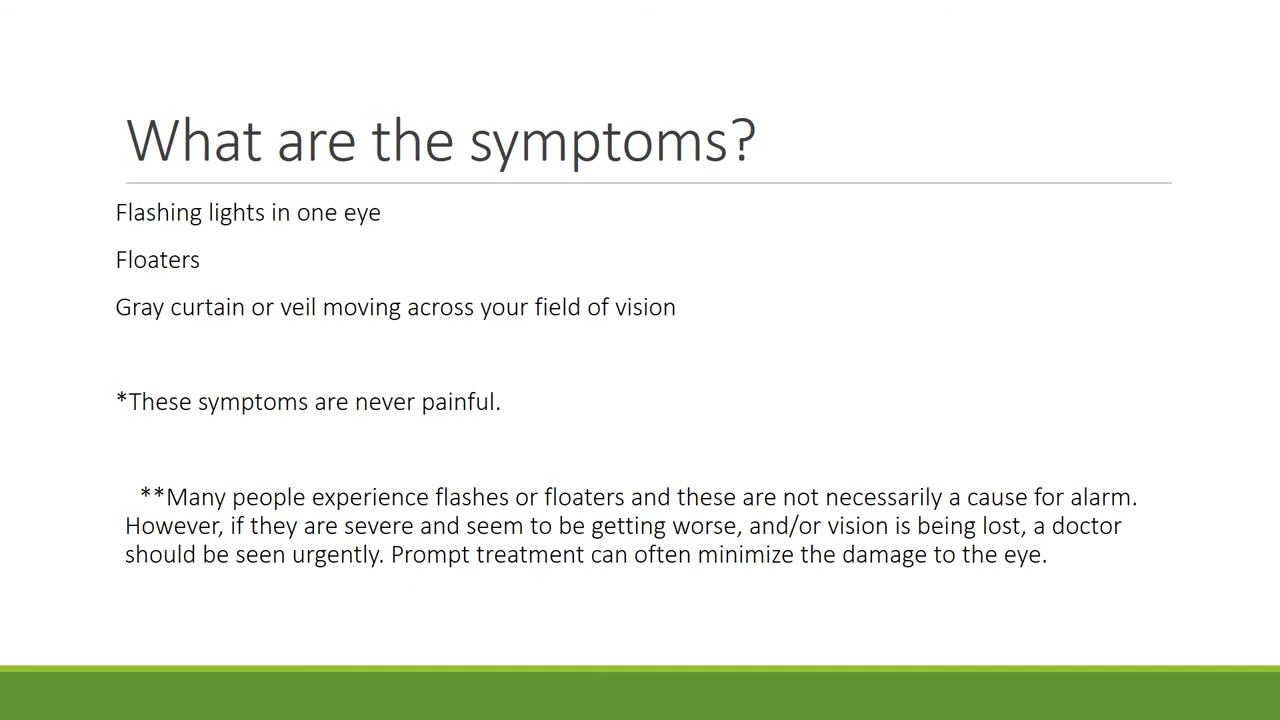 What are the symptoms?
Flashing lights in one eye
Floaters
Gray curtain or veil moving across your field of vision
*These symptoms are never painful.
**Many people experience flashes or floaters and these are not necessarily a cause for alarm.
However, if they are severe and seem to be getting worse, and/or vision is being lost, a doctor
should be seen urgently. Prompt treatment can often minimize the damage to the eye.